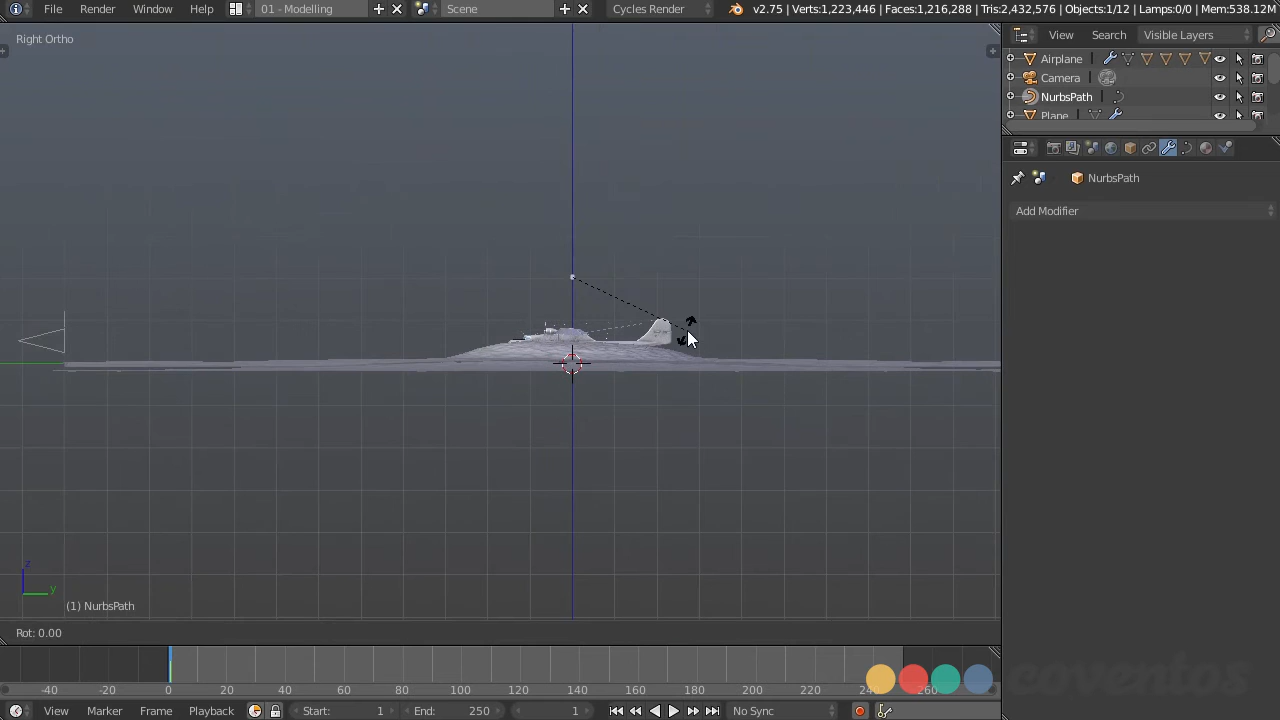 File Render Window Help 01 - Modelling Scene Cycles Render v2.75 | Verts:1,223,446 | Faces:1,216,288 | Tris:2,432,576 | Objects:1/12 | Lamps:0/0 | Mem:538.12M
Right Ortho
View Search Visible Layers
Airplane
Camera
NurbsPath
Plane
NurbsPath
Add Modifier
z
y
(1) NurbsPath
Rot: 0.00
-40 -20 0 20 40 60 80 100 120 140 160 180 200 220 240 260
coventos
View Marker Frame Playback Start: 1 End: 250 1 No Sync